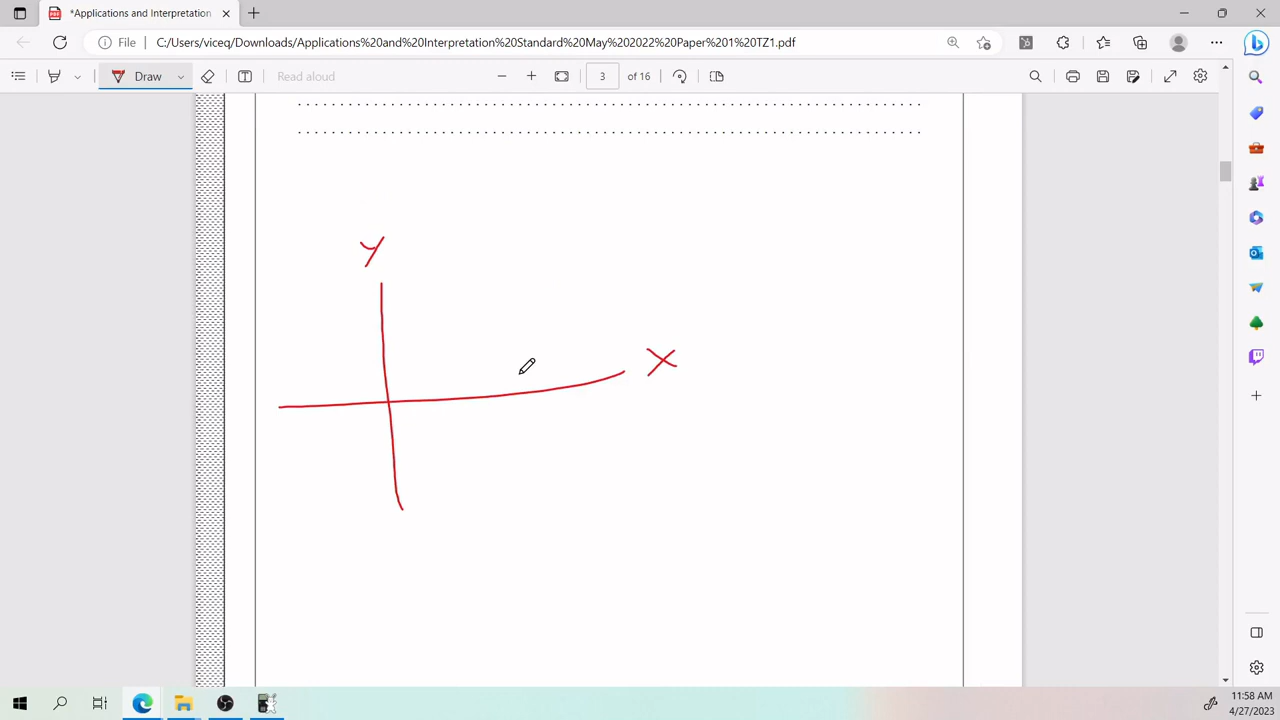 *Applications and Interpretation
File C:/Users/viceq/Downloads/Applications%20and%20Interpretation%20Standard%20May%202022%20Paper%201%20TZ1.pdf
Draw Read aloud 3 of 16
y
x
11:58 AM
4/27/2023